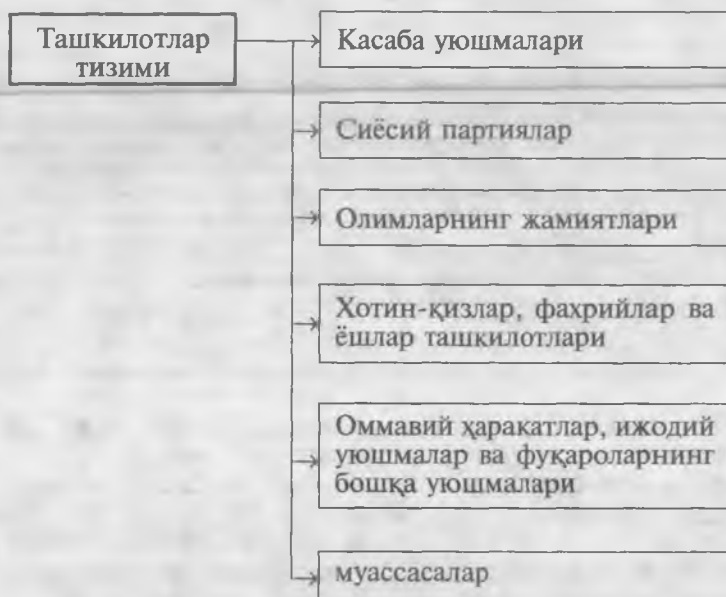 Ташкилотлар
тизими
Касаба уюшмалари
Сиёсий партиялар
Олимларнинг жамиятлари
Хотин-қизлар, фахрийлар ва
ёшлар ташкилотлари
Оммавий ҳаракатлар, ижодий
уюшмалар ва фуқароларнинг
бошқа уюшмалари
муассасалар